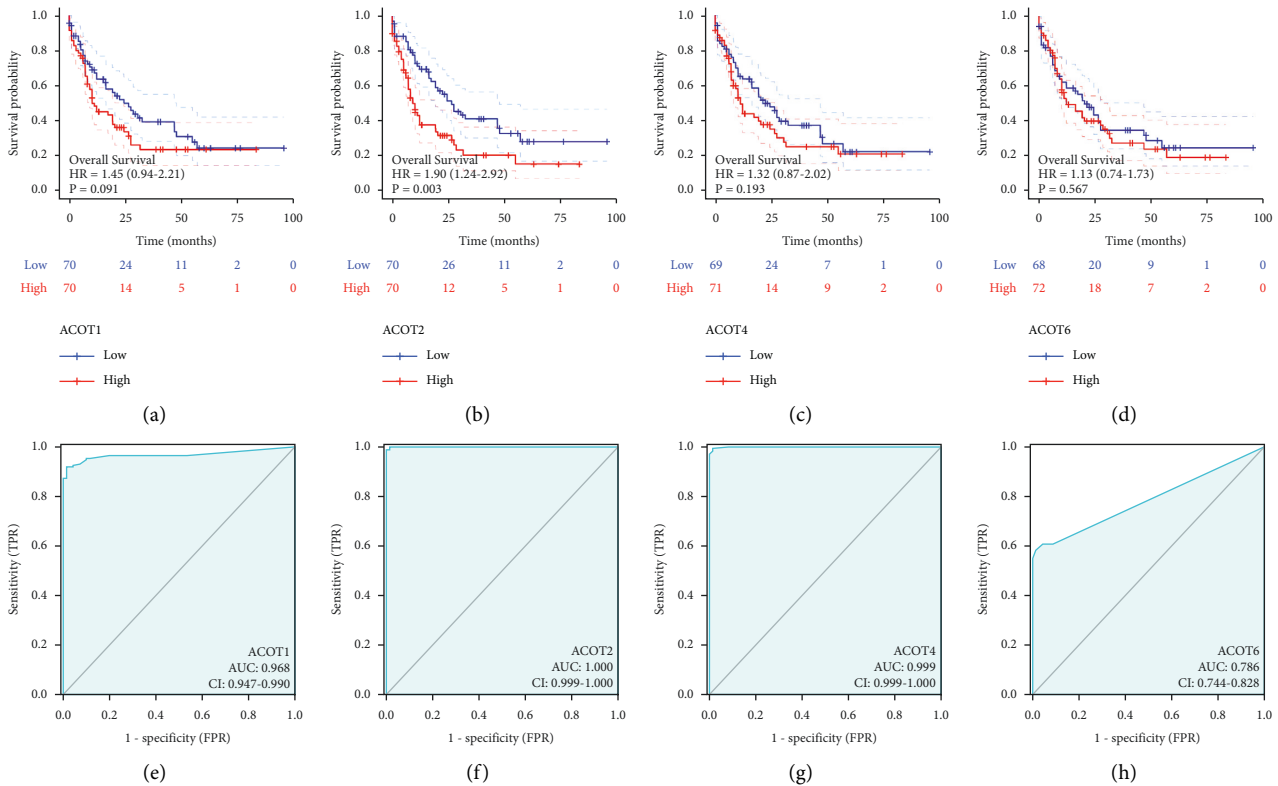 Survival probability
1.0
0.8
0.6
0.4
0.2
0.0
Overall Survival
HR = 1.45 (0.94-2.21)
P = 0.091
0 25 50 75 100
Time (months)
Low 70 24 11 2 0
High 70 14 5 1 0
ACOT1
Low
High
(a)
Survival probability
1.0
0.8
0.6
0.4
0.2
0.0
Overall Survival
HR = 1.90 (1.24-2.92)
P = 0.003
0 25 50 75 100
Time (months)
Low 70 26 11 2 0
High 70 12 5 1 0
ACOT2
Low
High
(b)
Survival probability
1.0
0.8
0.6
0.4
0.2
0.0
Overall Survival
HR = 1.32 (0.87-2.02)
P = 0.193
0 25 50 75 100
Time (months)
Low 69 24 7 1 0
High 71 14 9 2 0
ACOT4
Low
High
(c)
Survival probability
1.0
0.8
0.6
0.4
0.2
0.0
Overall Survival
HR = 1.13 (0.74-1.73)
P = 0.567
0 25 50 75 100
Time (months)
Low 68 20 9 1 0
High 72 18 7 2 0
ACOT6
Low
High
(d)
Sensitivity (TPR)
1.0
0.8
0.6
0.4
0.2
0.0
ACOT1
AUC: 0.968
CI: 0.947-0.990
0.0 0.2 0.4 0.6 0.8 1.0
1 - specificity (FPR)
(e)
Sensitivity (TPR)
1.0
0.8
0.6
0.4
0.2
0.0
ACOT2
AUC: 1.000
CI: 0.999-1.000
0.0 0.2 0.4 0.6 0.8 1.0
1 - specificity (FPR)
(f)
Sensitivity (TPR)
1.0
0.8
0.6
0.4
0.2
0.0
ACOT4
AUC: 0.999
CI: 0.999-1.000
0.0 0.2 0.4 0.6 0.8 1.0
1 - specificity (FPR)
(g)
Sensitivity (TPR)
1.0
0.8
0.6
0.4
0.2
0.0
ACOT6
AUC: 0.786
CI: 0.744-0.828
0.0 0.2 0.4 0.6 0.8 1.0
1 - specificity (FPR)
(h)